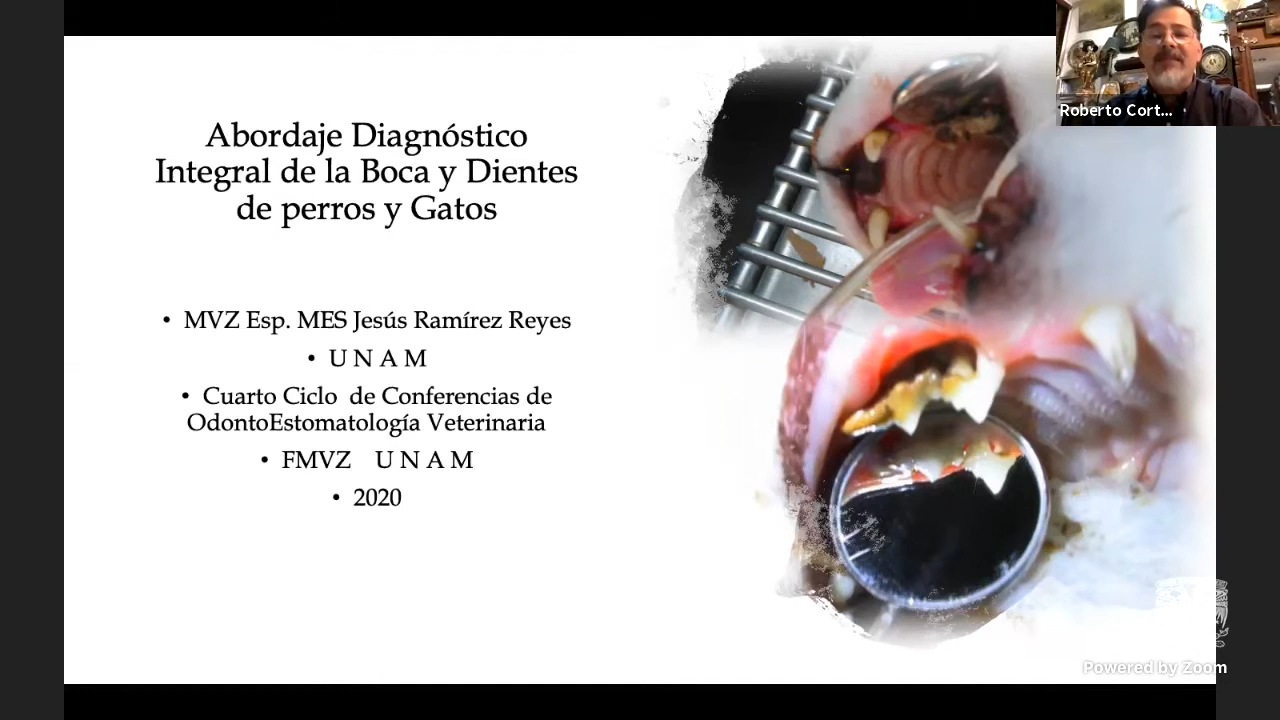 Abordaje Diagnóstico
Integral de la Boca y Dientes
de perros y Gatos
• MVZ Esp. MES Jesús Ramírez Reyes
• U N A M
• Cuarto Ciclo de Conferencias de
OdontoEstomatología Veterinaria
• FMVZ U N A M
• 2020
Roberto Cort...
Powered by Zoom